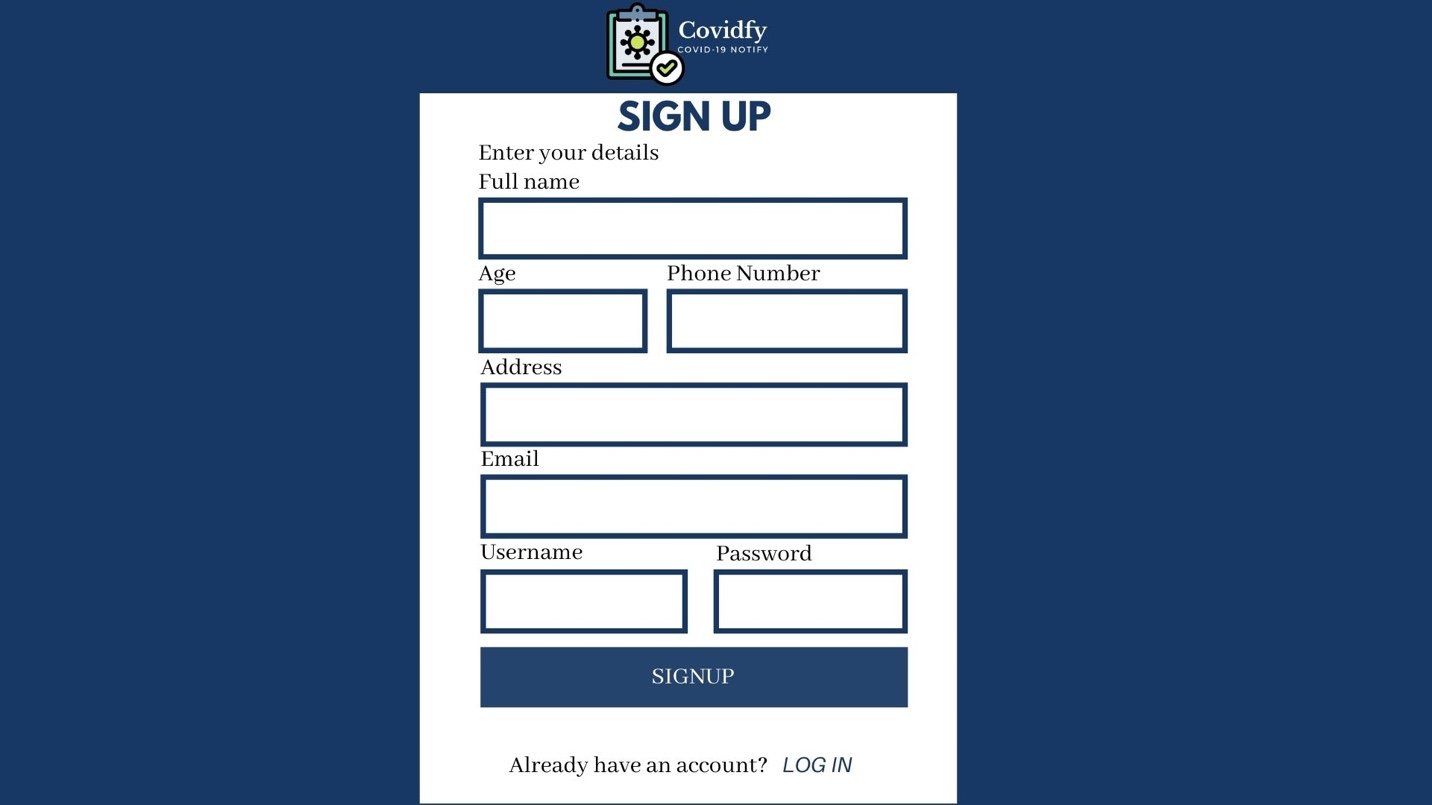 Covidfy
COVID-19 NOTIFY
SIGN UP
Enter your details
Full name
Age Phone Number
Address
Email
Username Password
SIGNUP
Already have an account? LOG IN